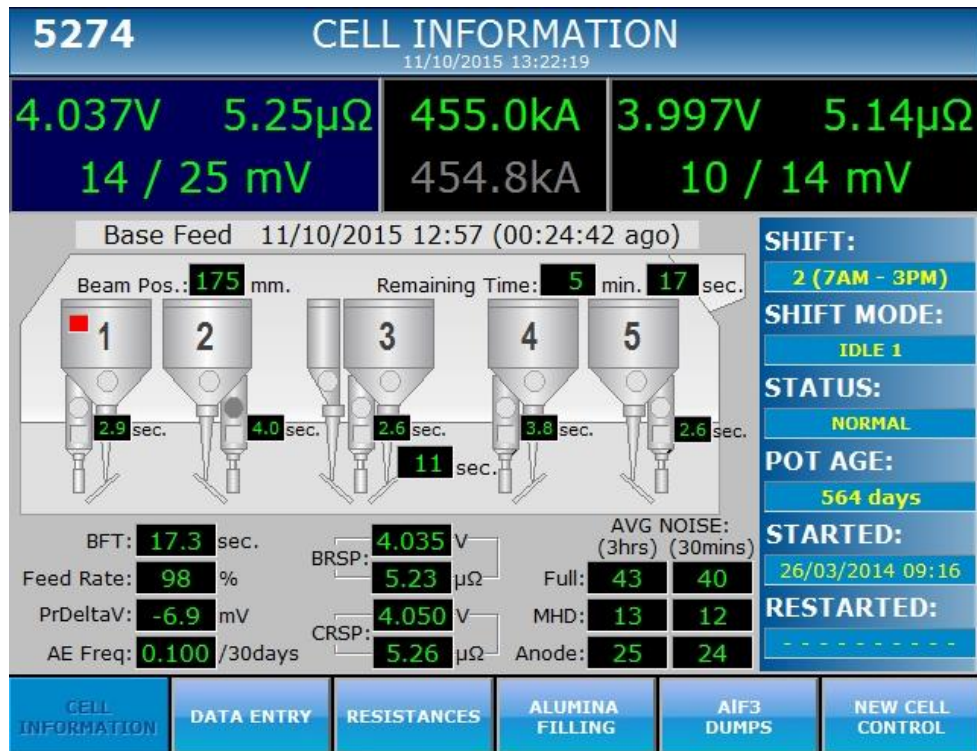 5274 CELL INFORMATION
11/10/2015 13:22:19
4.037V 5.25µΩ 455.0kA 3.997V 5.14µΩ
14 / 25 mV 454.8kA 10 / 14 mV
Base Feed 11/10/2015 12:57 (00:24:42 ago)
Beam Pos.: 175 mm. Remaining Time: 5 min. 17 sec.
1 2 3 4 5
2.9 sec. 4.0 sec. 2.6 sec. 3.8 sec. 2.6 sec.
11 sec.
BFT: 17.3 sec.
Feed Rate: 98 %
PrDeltaV: -6.9 mV
AE Freq: 0.100 /30days
BRSP: 4.035 V
5.23 µΩ
CRSP: 4.050 V
5.26 µΩ
AVG NOISE:
(3hrs) (30mins)
Full: 43 40
MHD: 13 12
Anode: 25 24
SHIFT:
2 (7AM - 3PM)
SHIFT MODE:
IDLE 1
STATUS:
NORMAL
POT AGE:
564 days
STARTED:
26/03/2014 09:16
RESTARTED:
- - - - - - - - - -
CELL INFORMATION
DATA ENTRY
RESISTANCES
ALUMINA FILLING
AlF3 DUMPS
NEW CELL CONTROL